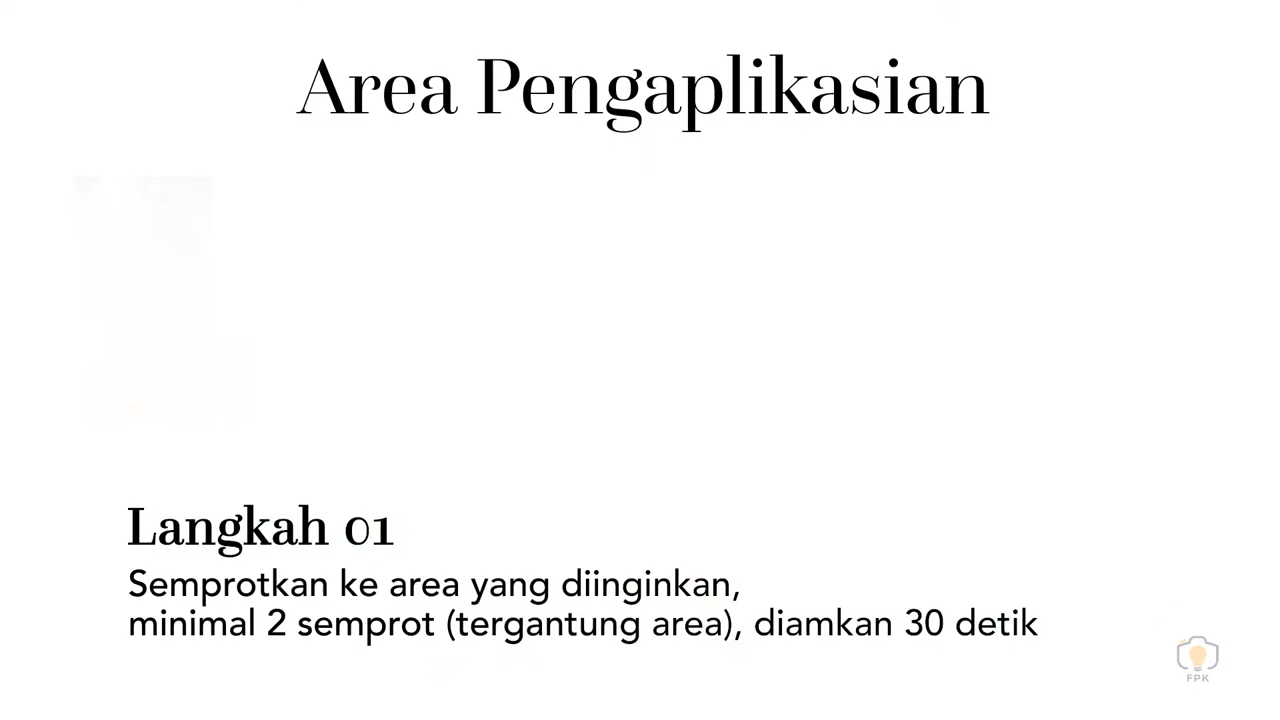 Area Pengaplikasian
Langkah 01
Semprotkan ke area yang diinginkan,
minimal 2 semprot (tergantung area), diamkan 30 detik
FPK